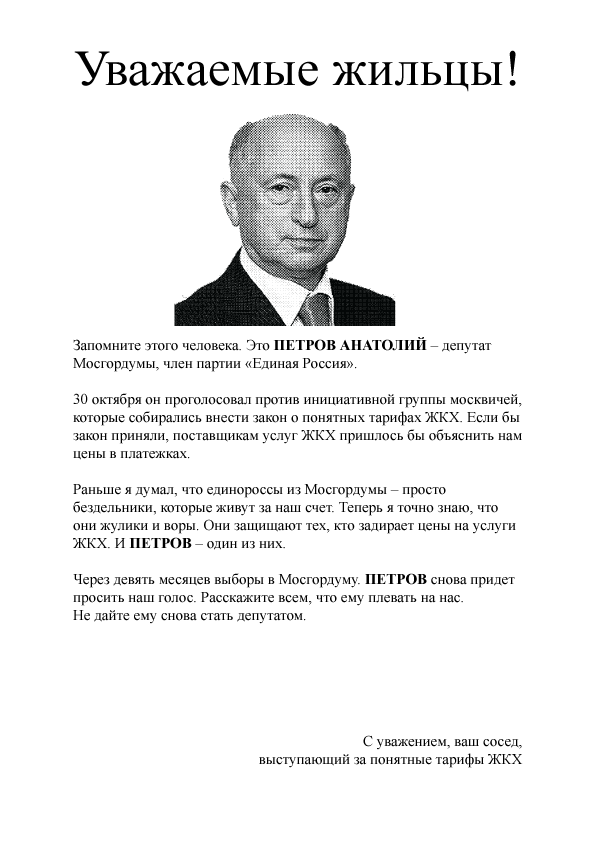 Уважаемые жильцы!
Запомните этого человека. Это ПЕТРОВ АНАТОЛИЙ – депутат
Мосгордумы, член партии «Единая Россия».
30 октября он проголосовал против инициативной группы москвичей,
которые собирались внести закон о понятных тарифах ЖКХ. Если бы
закон приняли, поставщикам услуг ЖКХ пришлось бы объяснить нам
цены в платежках.
Раньше я думал, что единороссы из Мосгордумы – просто
бездельники, которые живут за наш счет. Теперь я точно знаю, что
они жулики и воры. Они защищают тех, кто задирает цены на услуги
ЖКХ. И ПЕТРОВ – один из них.
Через девять месяцев выборы в Мосгордуму. ПЕТРОВ снова придет
просить наш голос. Расскажите всем, что ему плевать на нас.
Не дайте ему снова стать депутатом.
С уважением, ваш сосед,
выступающий за понятные тарифы ЖКХ